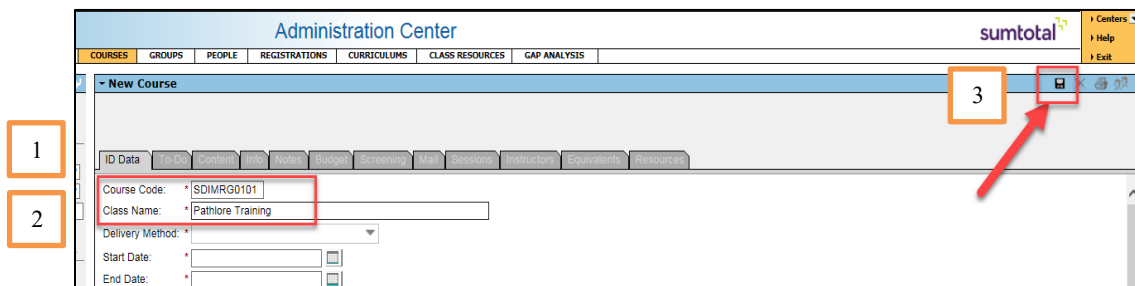 Administration Center
sumtotal
Centers
Help
Exit
COURSES GROUPS PEOPLE REGISTRATIONS CURRICULUMS CLASS RESOURCES GAP ANALYSIS
New Course
3
1
ID Data To-Do Content Info Notes Budget Screening Mail Sessions Instructors Equivalents Resources
Course Code: * SDIMRG0101
2
Class Name: * Pathlore Training
Delivery Method: *
Start Date: *
End Date: *